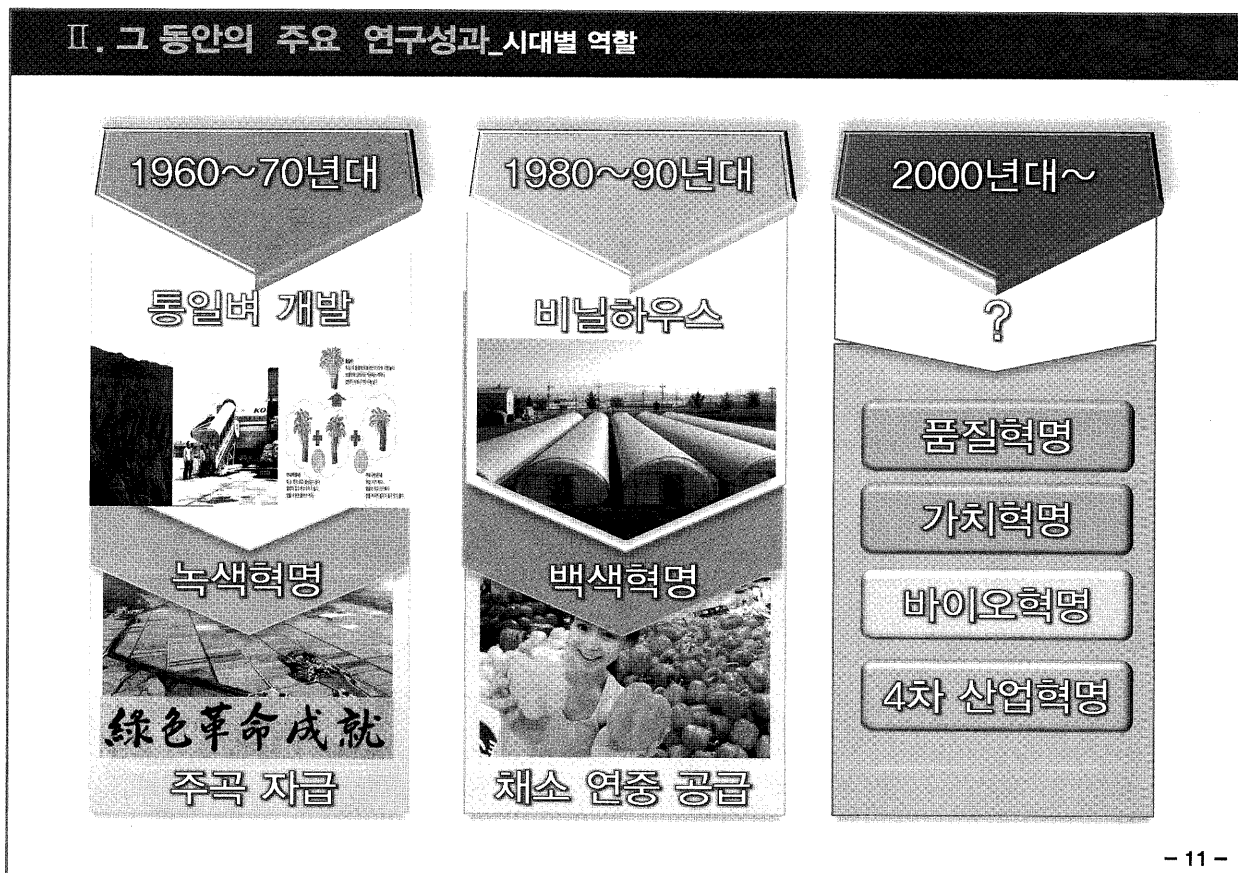 Ⅱ. 그 동안의 주요 연구성과_시대별 역할
1960~70년대
통일벼 개발
KO
녹색혁명
綠色革命成就
주곡 자급
1980~90년대
비닐하우스
백색혁명
채소 연중 공급
2000년대~
?
품질혁명
가치혁명
바이오혁명
4차 산업혁명
- 11 -